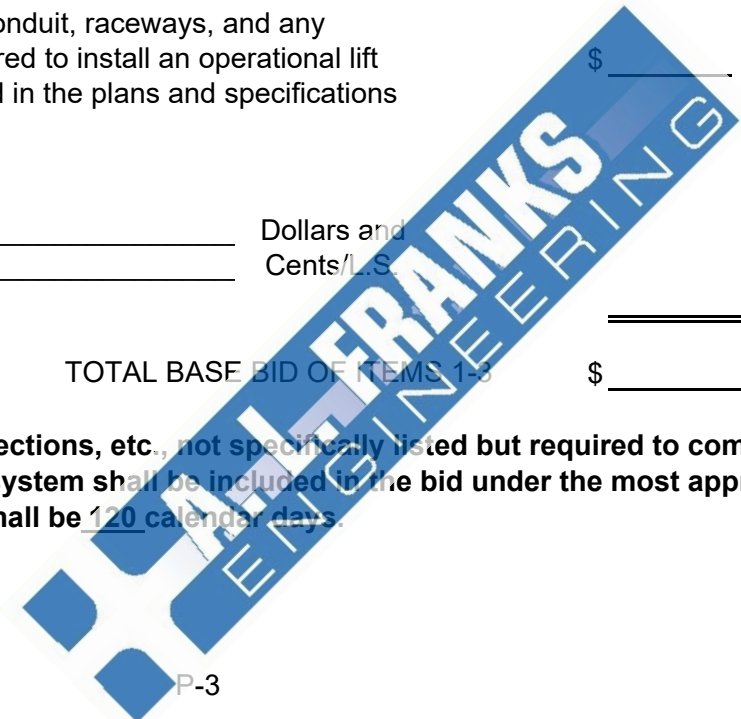 onduit, raceways, and any
red to install an operational lift $
d in the plans and specifications
Dollars and
Cents/L.S.
TOTAL BASE BID OF ITEMS 1-3 $
ections, etc., not specifically listed but required to com
ystem shall be included in the bid under the most appr
hall be 120 calendar days.
P-3
A.L. FRANKS
ENGINEERING